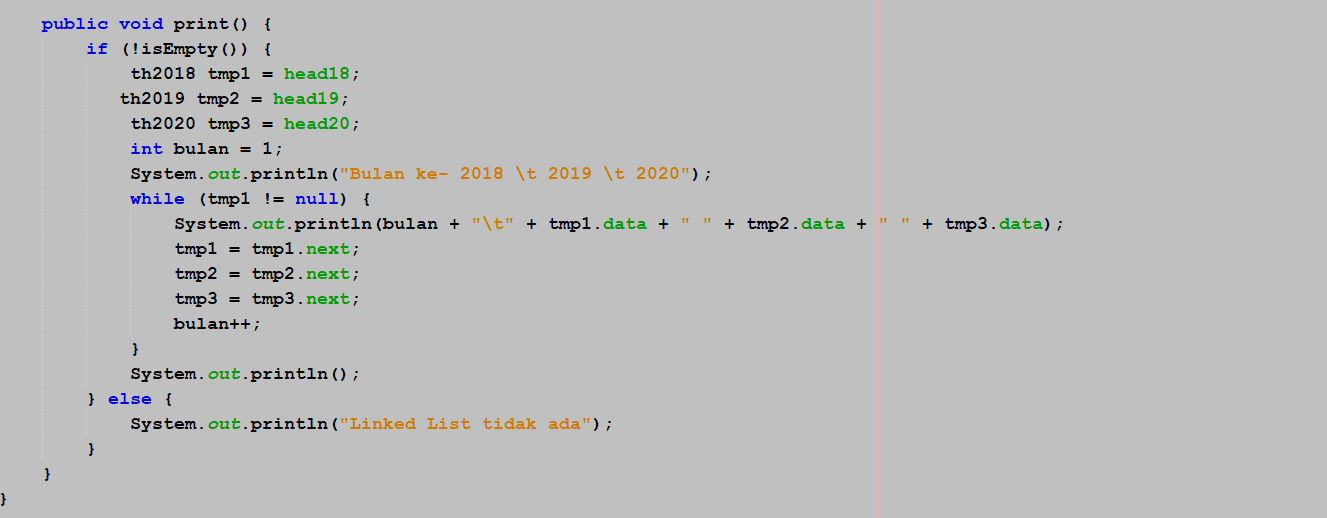 public void print() {
if (!isEmpty()) {
th2018 tmp1 = head18;
th2019 tmp2 = head19;
th2020 tmp3 = head20;
int bulan = 1;
System.out.println("Bulan ke- 2018 \t 2019 \t 2020");
while (tmp1 != null) {
System.out.println(bulan + "\t" + tmp1.data + " " + tmp2.data + " " + tmp3.data);
tmp1 = tmp1.next;
tmp2 = tmp2.next;
tmp3 = tmp3.next;
bulan++;
}
System.out.println();
} else {
System.out.println("Linked List tidak ada");
}
}
}